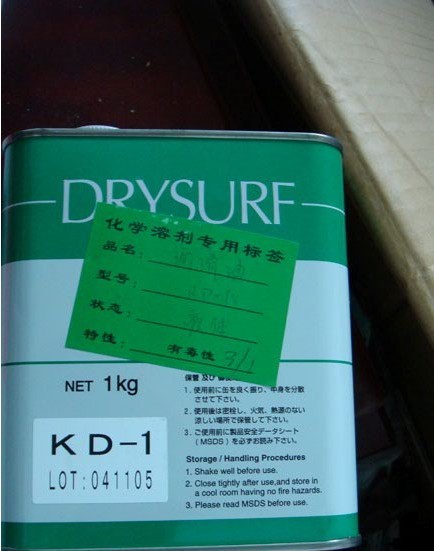 DRYSURF
化学溶剂专用标签
品名:
型号:
状态: 液体
特性: 有毒性
NET 1kg
保管 及び
1. 使用前に缶を良く振り、中身を分散
させて下さい。
2. 使用後は密栓し、火気、熱源のない
涼しい場所で保管して下さい。
3. ご使用前に製品安全データシート
(MSDS) を必ずお読み下さい。
Storage / Handling Procedures
1. Shake well before use.
2. Close tightly after use,and store in
a cool room having no fire hazards.
3. Please read MSDS before use.
KD-1
LOT:041105